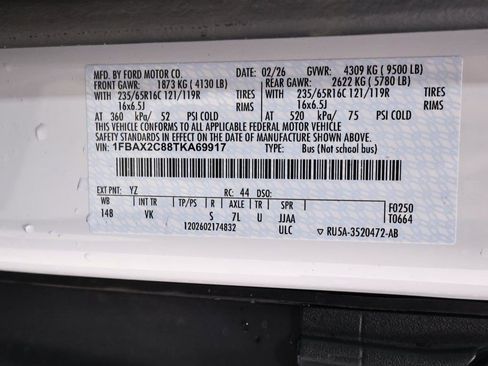 MFD. BY FORD MOTOR CO. 02/26 GVWR: 4309 KG ( 9500 LB)
FRONT GAWR: 1873 KG ( 4130 LB) REAR GAWR: 2622 KG ( 5780 LB)
235/65R16C 121/119R TIRES 235/65R16C 121/119R TIRES
16x6.5J RIMS 16x6.5J RIMS
AT 360 kPa/ 52 PSI COLD AT 520 kPa/ 75 PSI COLD
THIS VEHICLE CONFORMS TO ALL APPLICABLE FEDERAL MOTOR VEHICLE
SAFETY STANDARDS IN EFFECT ON THE DATE OF MANUFACTURE SHOWN ABOVE.
VIN: 1FBAX2C88TKA69917 TYPE: Bus (Not school bus)
EXT PNT: YZ RC: 44 DSO:
WB INT TR TP/PS R AXLE TR SPR F0250
148 VK S 7L U JJAA T0664
1202602174832 ULC ▽ RU5A-3520472-AB